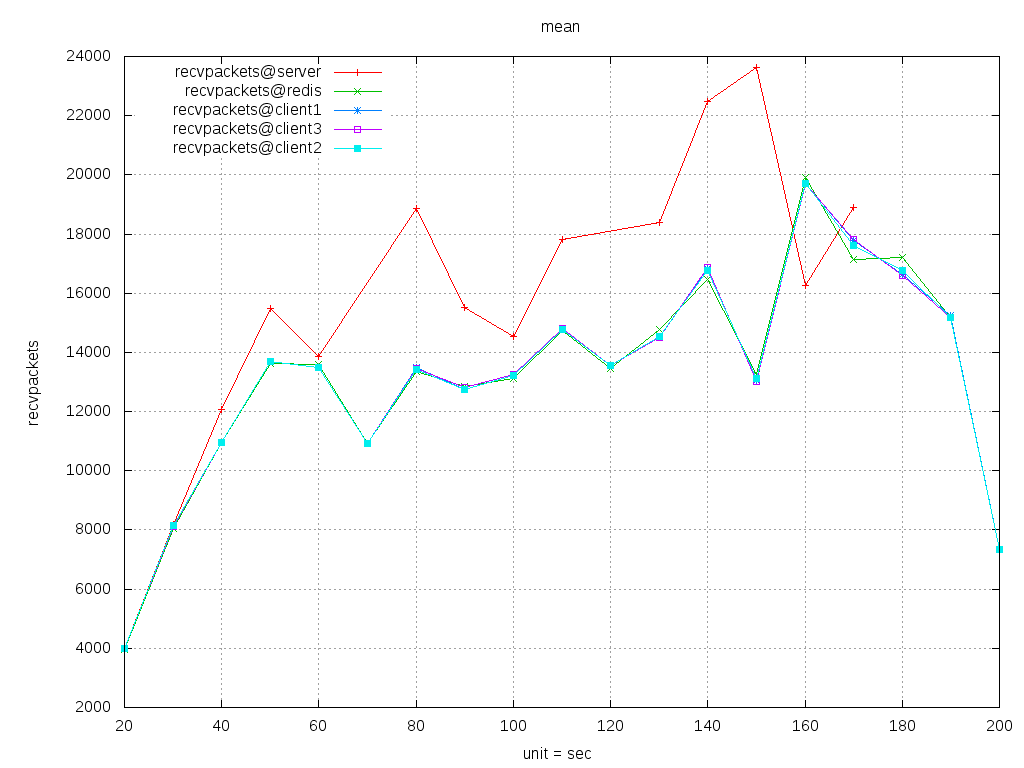 mean
24000
22000
20000
18000
16000
14000
12000
10000
8000
6000
4000
2000
recvpackets
recvpackets@server
recvpackets@redis
recvpackets@client1
recvpackets@client3
recvpackets@client2
20 40 60 80 100 120 140 160 180 200
unit = sec